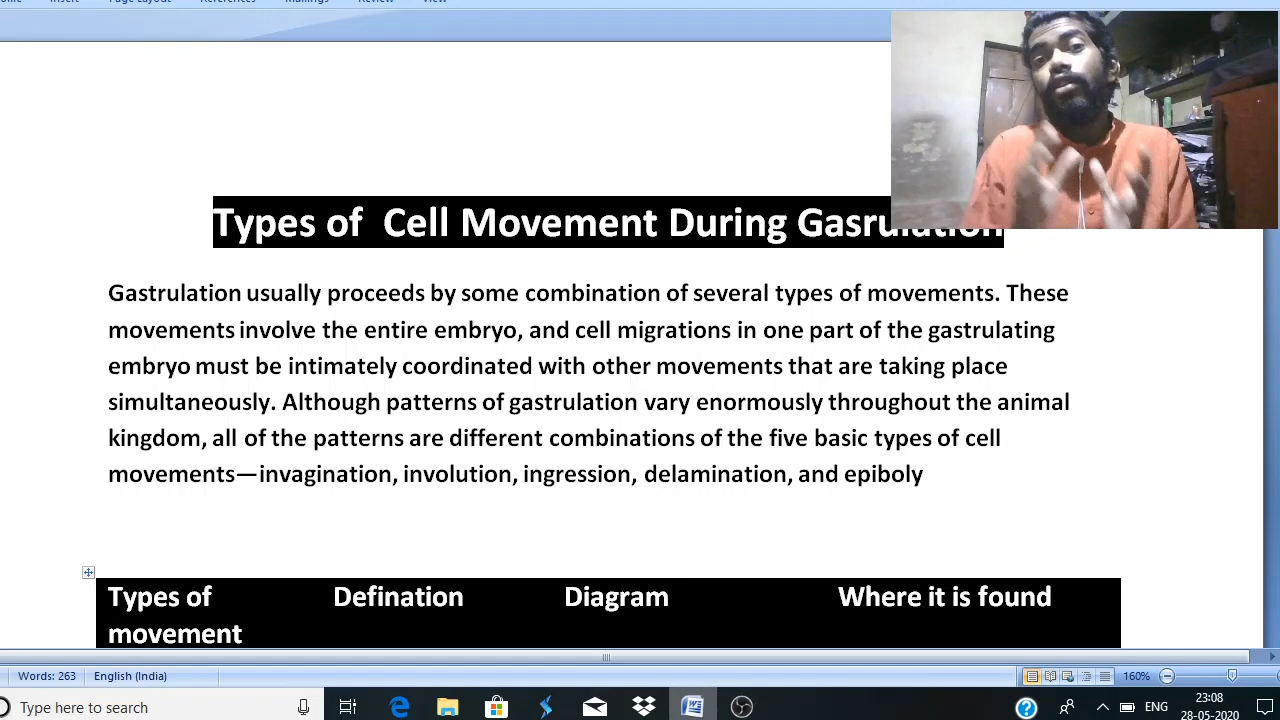 Insert
Page Layout
References
Mailings
Review
View
Types of Cell Movement During Gasrulation
Gastrulation usually proceeds by some combination of several types of movements. These
movements involve the entire embryo, and cell migrations in one part of the gastrulating
embryo must be intimately coordinated with other movements that are taking place
simultaneously. Although patterns of gastrulation vary enormously throughout the animal
kingdom, all of the patterns are different combinations of the five basic types of cell
movements—invagination, involution, ingression, delamination, and epiboly
Types of Defination Diagram Where it is found
movement
Words: 263 English (India) 160%
Type here to search ENG 23:08
28-05-2020